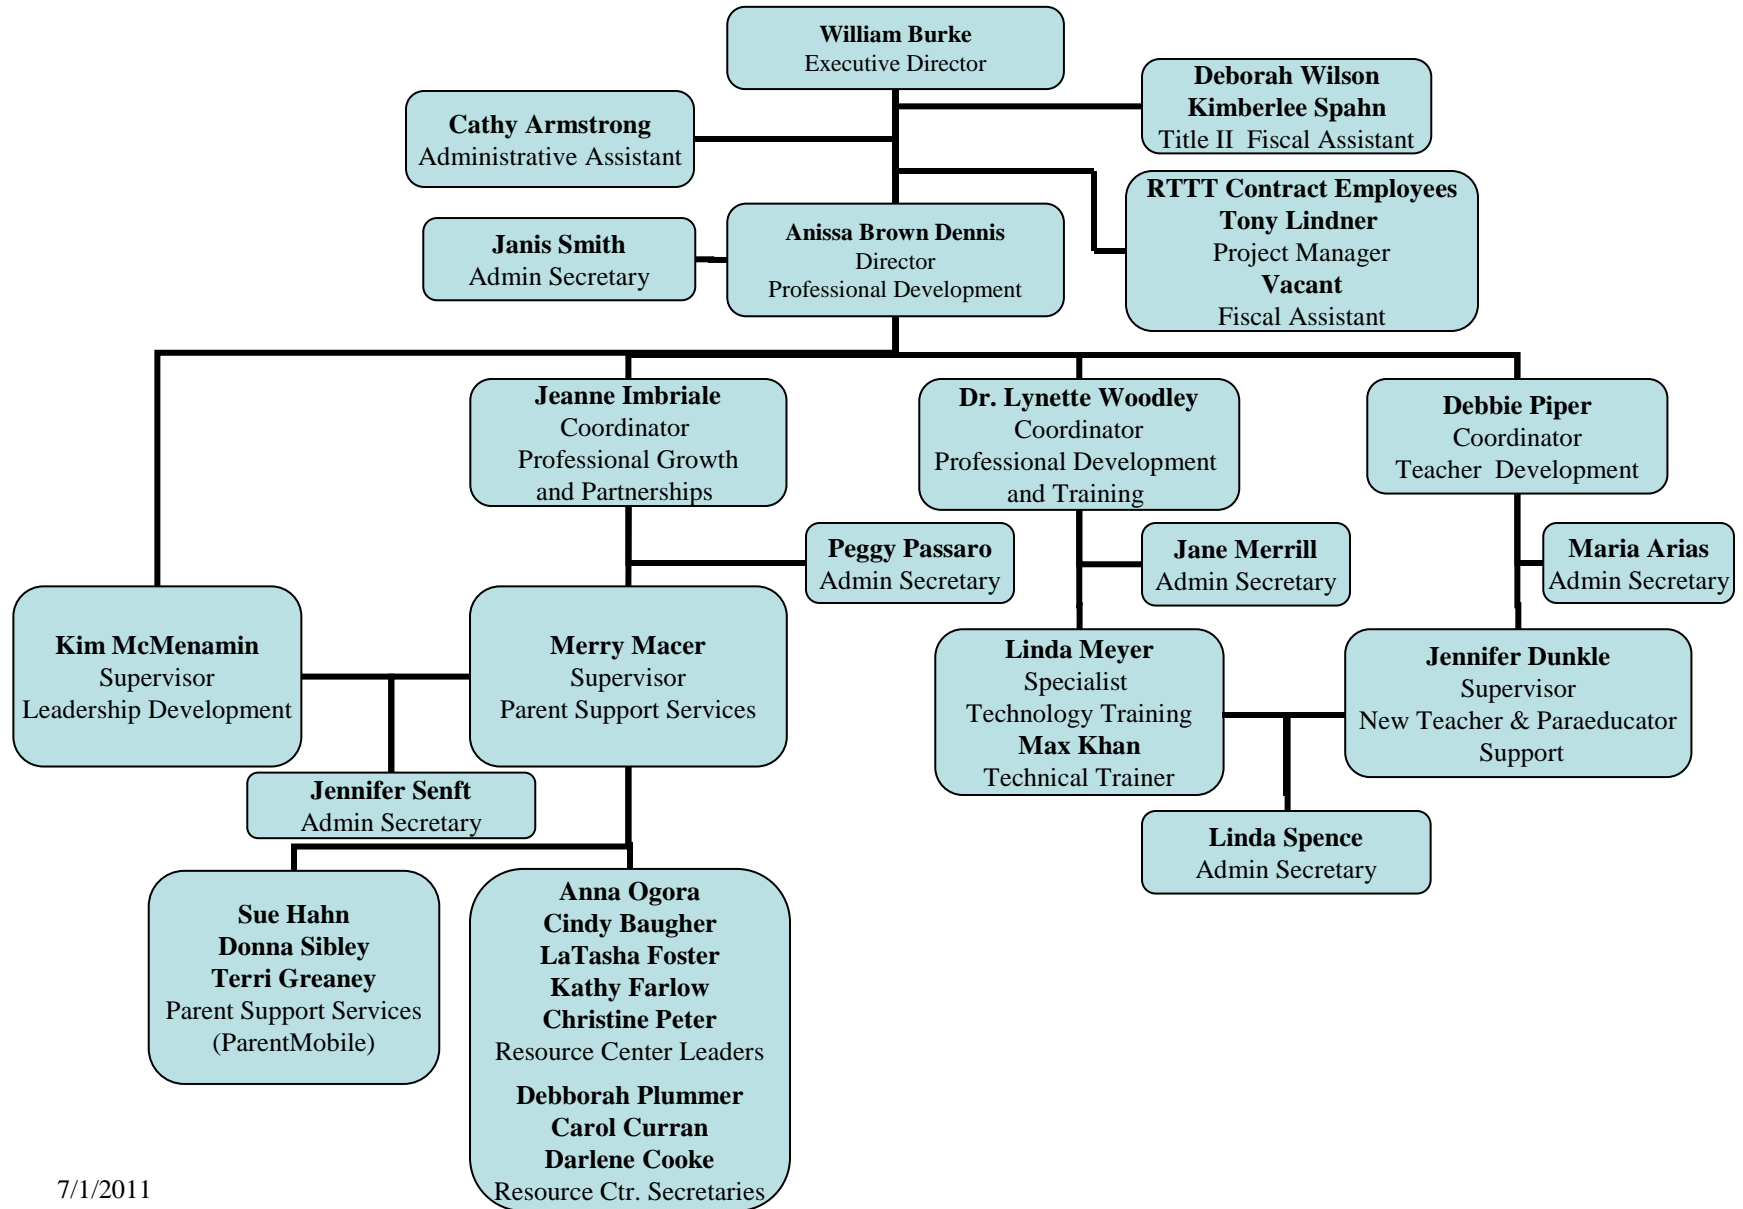 William Burke
Executive Director
Deborah Wilson
Kimberlee Spahn
Title II  Fiscal Assistant
Cathy Armstrong
Administrative Assistant
RTTT Contract Employees
Tony Lindner
Project Manager
Vacant
Fiscal Assistant
Janis Smith
Admin Secretary
Anissa Brown Dennis
Director
Professional Development
Jeanne Imbriale
Coordinator
Professional Growth
and Partnerships
Dr. Lynette Woodley
Coordinator
Professional Development
and Training
Debbie Piper
Coordinator
Teacher  Development
Peggy Passaro
Admin Secretary
Jane Merrill
Admin Secretary
Maria Arias
Admin Secretary
Kim McMenamin
Supervisor
Leadership Development
Merry Macer
Supervisor
Parent Support Services
Linda Meyer
Specialist
Technology Training
Max Khan
Technical Trainer
Jennifer Dunkle
Supervisor
New Teacher & Paraeducator
Support
Jennifer Senft
Admin Secretary
Linda Spence
Admin Secretary
Sue Hahn
Donna Sibley
Terri Greaney
Parent Support Services
(ParentMobile)
Anna Ogora
Cindy Baugher
LaTasha Foster
Kathy Farlow
Christine Peter
Resource Center Leaders
Debborah Plummer
Carol Curran
Darlene Cooke
Resource Ctr. Secretaries
7/1/2011